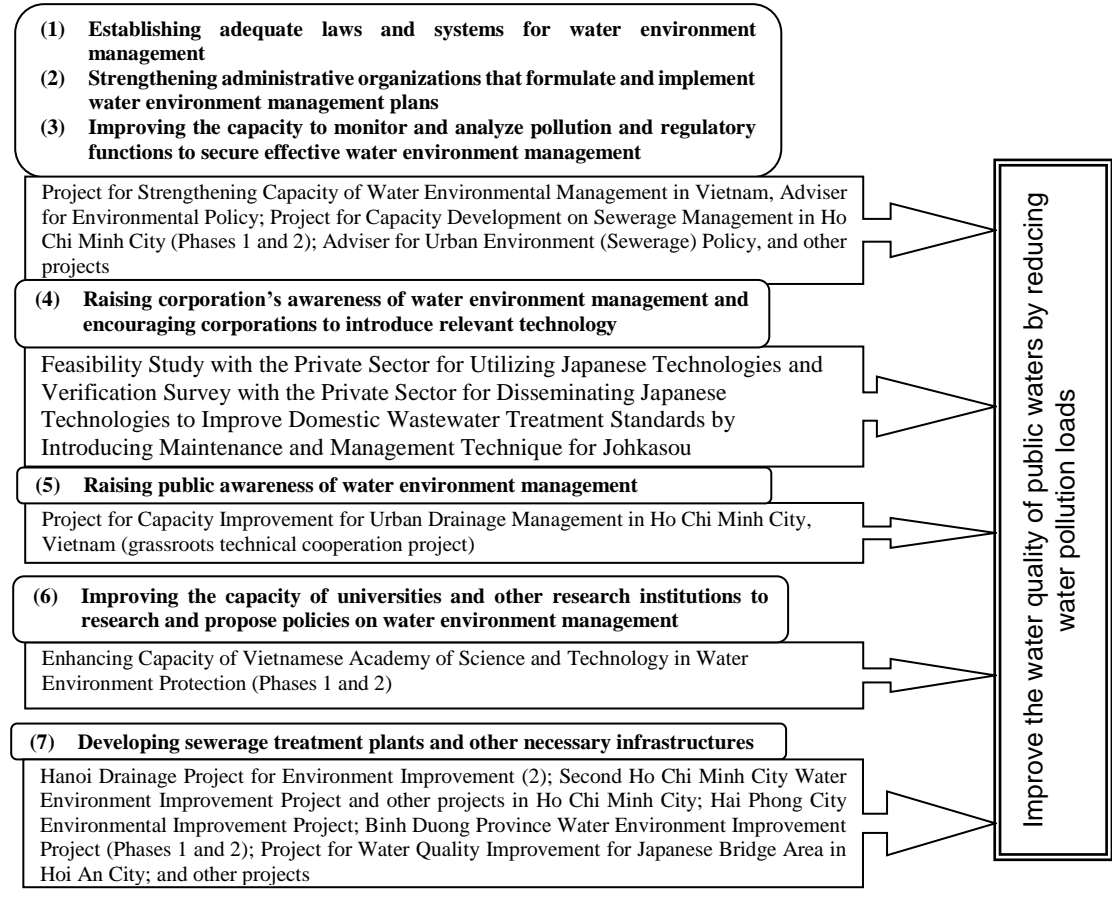 (1) Establishing adequate laws and systems for water environment
management
(2) Strengthening administrative organizations that formulate and implement
water environment management plans
(3) Improving the capacity to monitor and analyze pollution and regulatory
functions to secure effective water environment management
Project for Strengthening Capacity of Water Environmental Management in Vietnam, Adviser
for Environmental Policy; Project for Capacity Development on Sewerage Management in Ho
Chi Minh City (Phases 1 and 2); Adviser for Urban Environment (Sewerage) Policy, and other
projects
(4) Raising corporation's awareness of water environment management and
encouraging corporations to introduce relevant technology
Feasibility Study with the Private Sector for Utilizing Japanese Technologies and
Verification Survey with the Private Sector for Disseminating Japanese
Technologies to Improve Domestic Wastewater Treatment Standards by
Introducing Maintenance and Management Technique for Johkasou
(5) Raising public awareness of water environment management
Project for Capacity Improvement for Urban Drainage Management in Ho Chi Minh City,
Vietnam (grassroots technical cooperation project)
(6) Improving the capacity of universities and other research institutions to
research and propose policies on water environment management
Enhancing Capacity of Vietnamese Academy of Science and Technology in Water
Environment Protection (Phases 1 and 2)
(7) Developing sewerage treatment plants and other necessary infrastructures
Hanoi Drainage Project for Environment Improvement (2); Second Ho Chi Minh City Water
Environment Improvement Project and other projects in Ho Chi Minh City; Hai Phong City
Environmental Improvement Project; Binh Duong Province Water Environment Improvement
Project (Phases 1 and 2); Project for Water Quality Improvement for Japanese Bridge Area in
Hoi An City; and other projects
Improve the water quality of public waters by reducing
water pollution loads